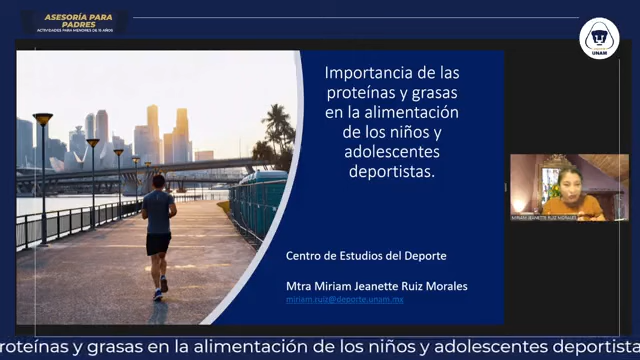 ASESORÍA PARA
PADRES
ACTIVIDADES PARA MENORES DE 15 AÑOS
UNAM
Importancia de las
proteínas y grasas
en la alimentación
de los niños y
adolescentes
deportistas.
MIRIAM JEANETTE RUIZ MORALES
Centro de Estudios del Deporte
Mtra Miriam Jeanette Ruiz Morales
miriam.ruiz@deporte.unam.mx
roteínas y grasas en la alimentación de los niños y adolescentes deportista